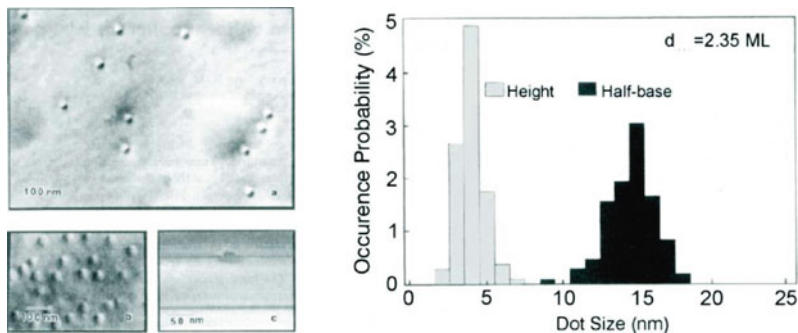 100 nm
a
b
50 nm
c
5
4
3
2
1
0
Occurence Probability (%)
d =2.35 ML
Height
Half-base
0 5 10 15 20 25
Dot Size (nm)